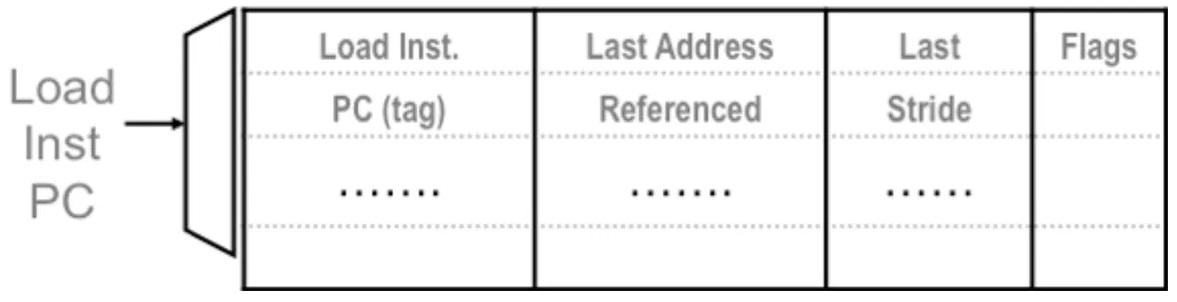 Load
Inst
PC
Load Inst. Last Address Last Flags
PC (tag) Referenced Stride
....... ....... ......